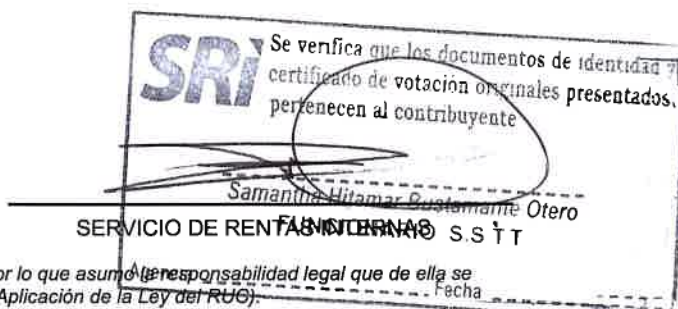 SRi
Se verifica que los documentos de identidad y
certificado de votación originales presentados,
pertenecen al contribuyente
Samantha Hitamar Bustamante Otero
SERVICIO DE RENTAS INTERNAS
FUNCIONARIO S.S T T
or lo que asumo la responsabilidad legal que de ella se
Agencia Fecha
Aplicación de la Ley del RUC).